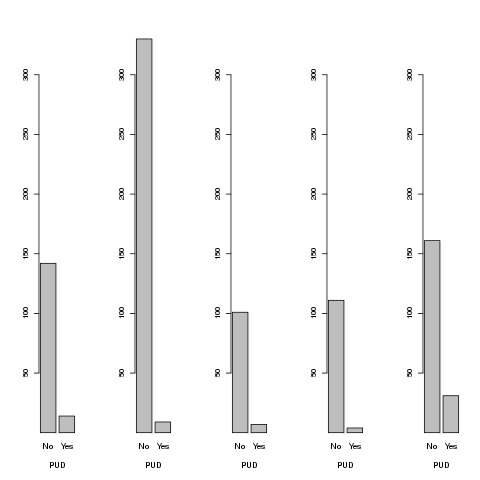 300 300 300 300 300
250 250 250 250 250
200 200 200 200 200
150 150 150 150 150
100 100 100 100 100
50 50 50 50 50
No Yes No Yes No Yes No Yes No Yes
PUD PUD PUD PUD PUD